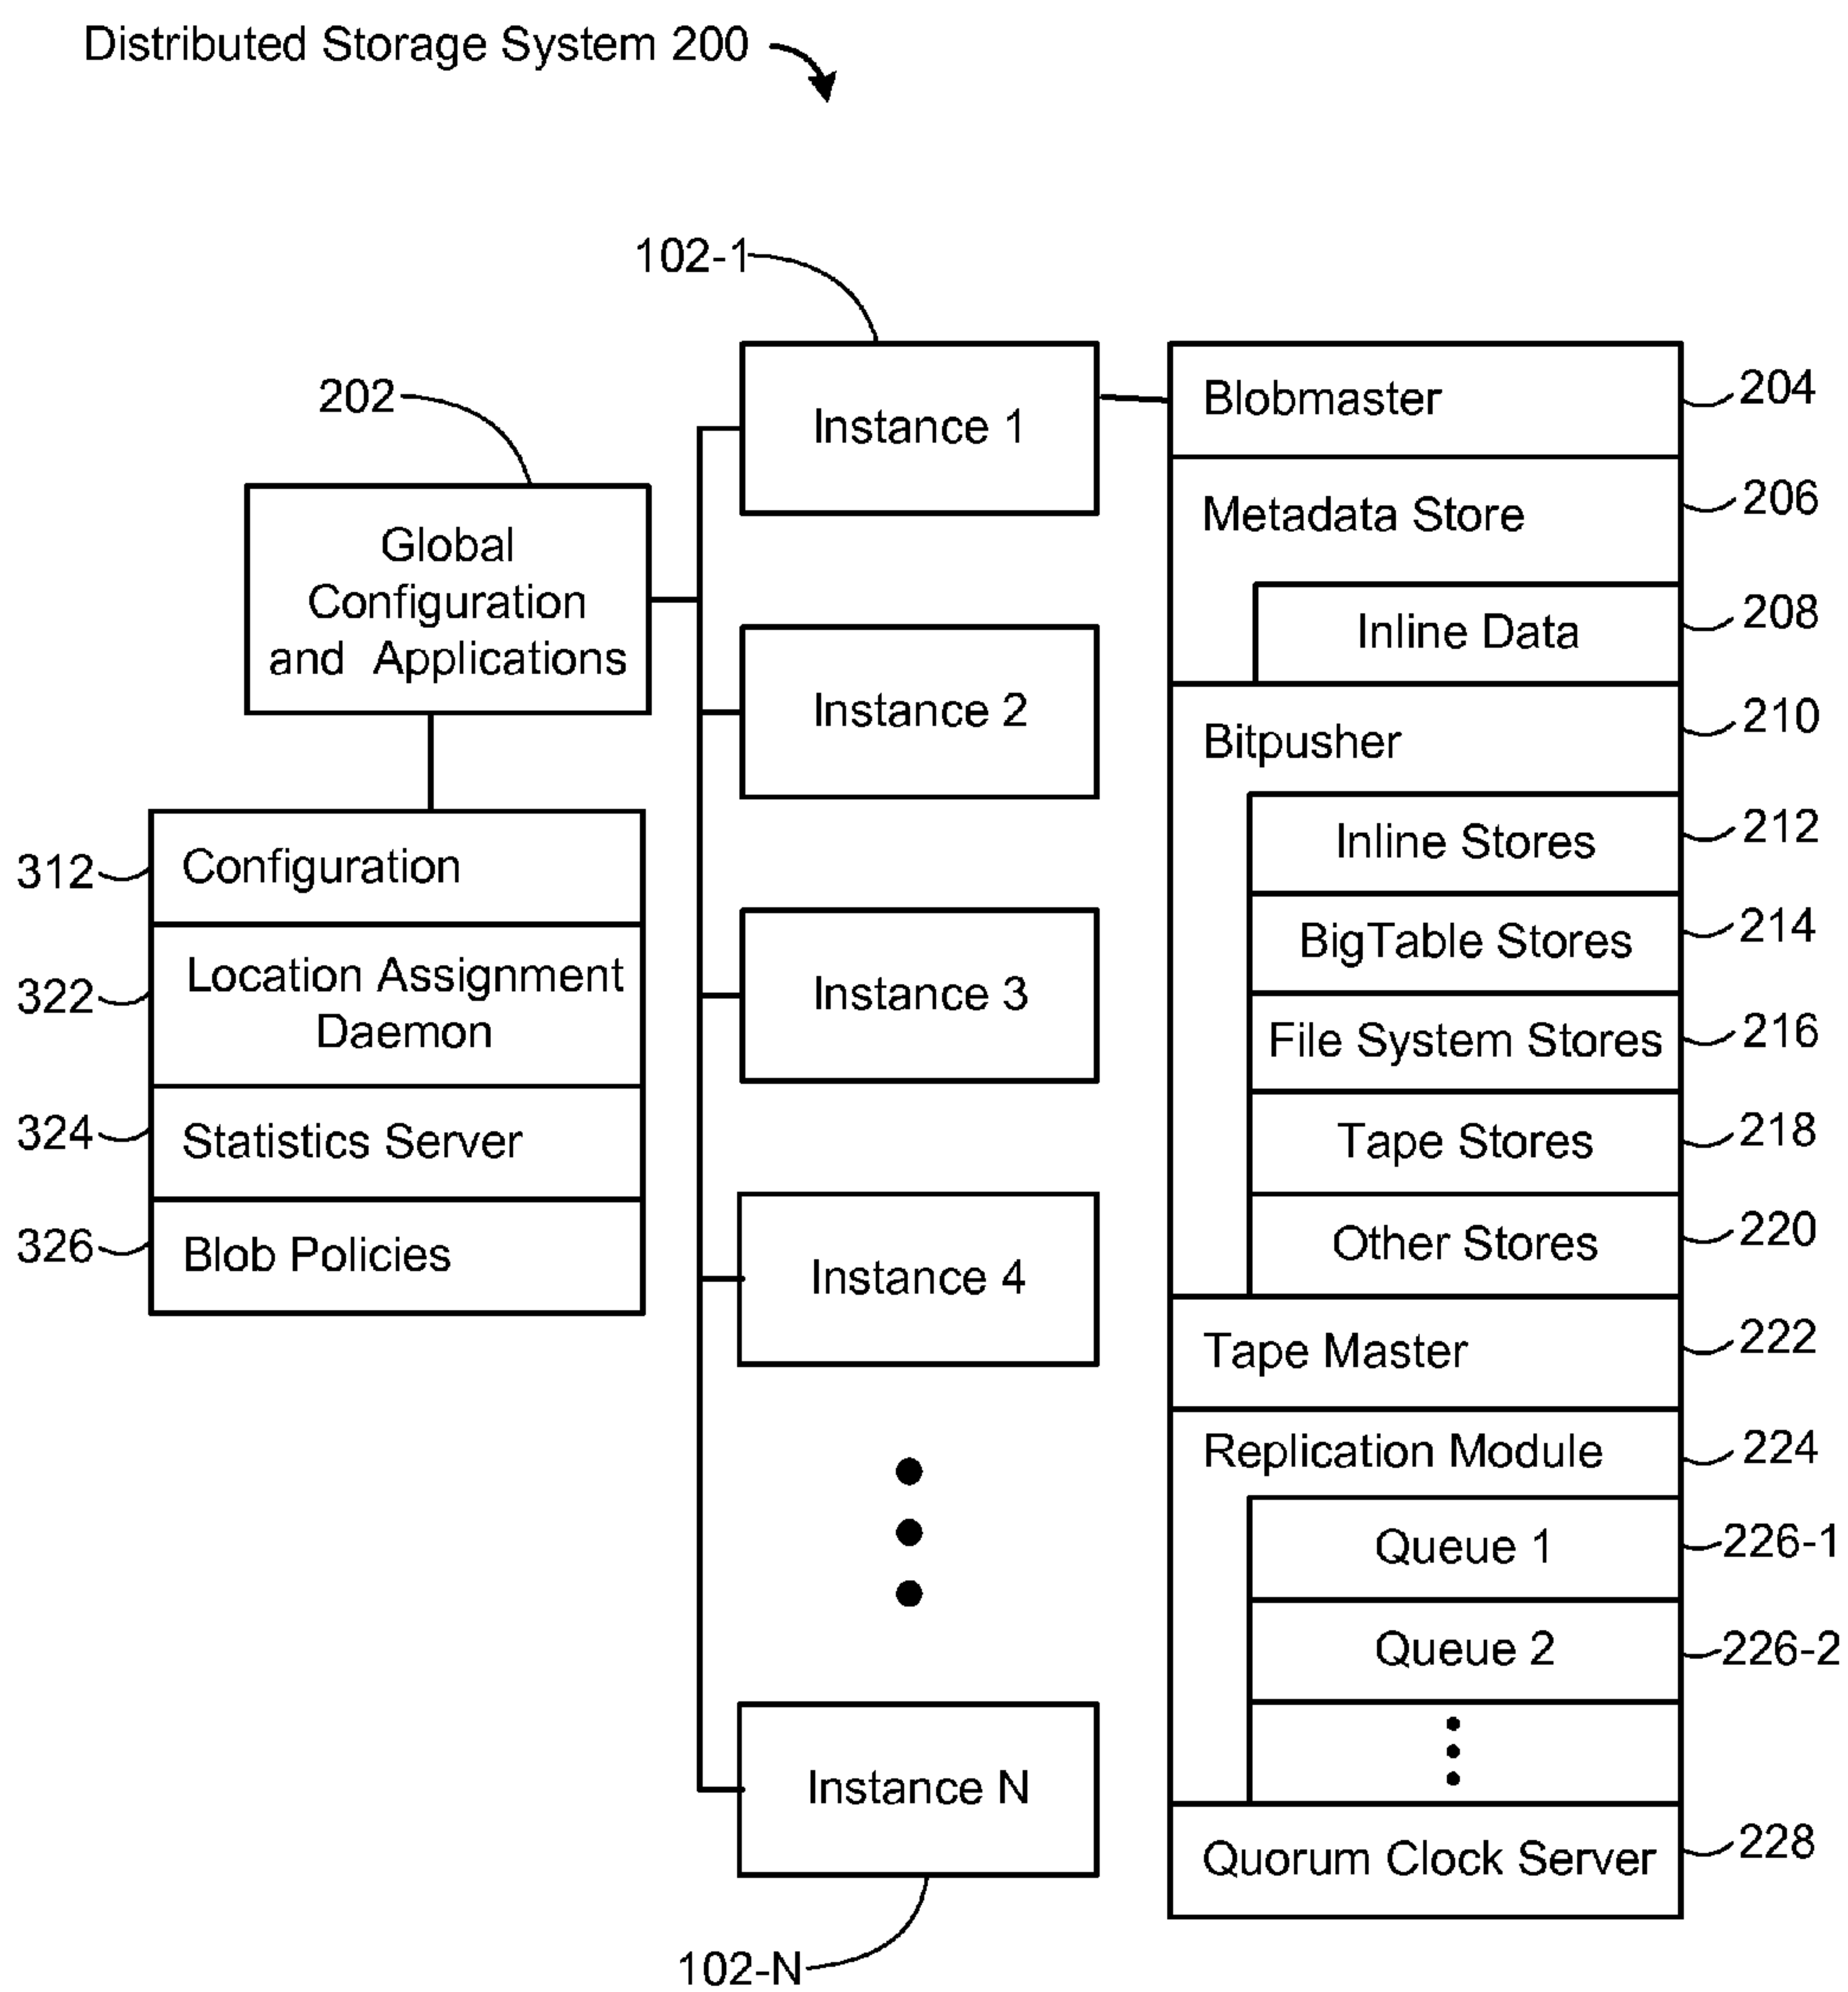 Distributed Storage System 200
102-1
202
Global
Configuration
and Applications
312
Configuration
322
Location Assignment
Daemon
324
Statistics Server
326
Blob Policies
Instance 1
Instance 2
Instance 3
Instance 4
Instance N
102-N
Blobmaster
204
Metadata Store
206
Inline Data
208
Bitpusher
210
Inline Stores
212
BigTable Stores
214
File System Stores
216
Tape Stores
218
Other Stores
220
Tape Master
222
Replication Module
224
Queue 1
226-1
Queue 2
226-2
Quorum Clock Server
228